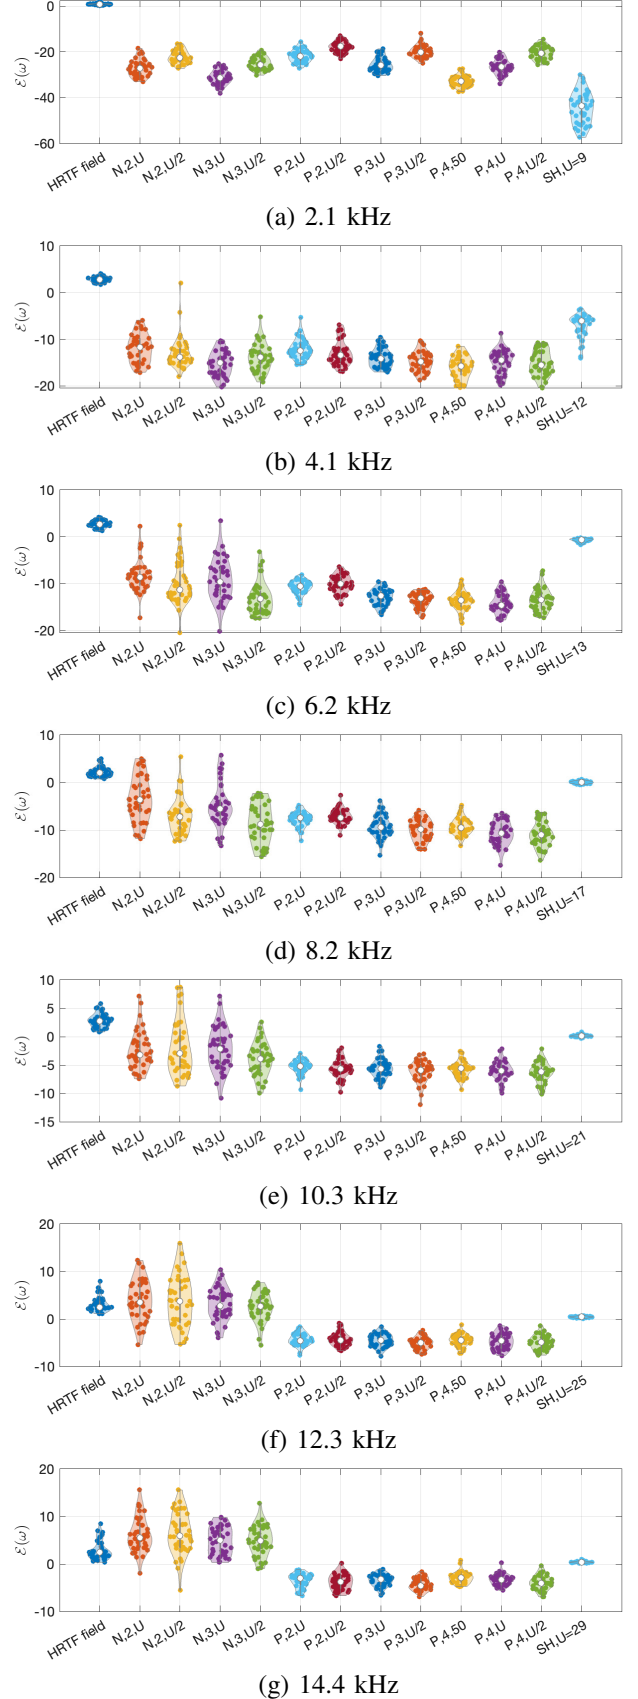 0
-20
-40
-60
ℰ(ω)
HRTF field N,2,U N,2,U/2 N,3,U N,3,U/2 P,2,U P,2,U/2 P,3,U P,3,U/2 P,4,50 P,4,U P,4,U/2 SH,U=9
(a) 2.1 kHz
10
0
-10
-20
ℰ(ω)
HRTF field N,2,U N,2,U/2 N,3,U N,3,U/2 P,2,U P,2,U/2 P,3,U P,3,U/2 P,4,50 P,4,U P,4,U/2 SH,U=12
(b) 4.1 kHz
10
0
-10
-20
ℰ(ω)
HRTF field N,2,U N,2,U/2 N,3,U N,3,U/2 P,2,U P,2,U/2 P,3,U P,3,U/2 P,4,50 P,4,U P,4,U/2 SH,U=13
(c) 6.2 kHz
10
0
-10
-20
ℰ(ω)
HRTF field N,2,U N,2,U/2 N,3,U N,3,U/2 P,2,U P,2,U/2 P,3,U P,3,U/2 P,4,50 P,4,U P,4,U/2 SH,U=17
(d) 8.2 kHz
10
5
0
-5
-10
-15
ℰ(ω)
HRTF field N,2,U N,2,U/2 N,3,U N,3,U/2 P,2,U P,2,U/2 P,3,U P,3,U/2 P,4,50 P,4,U P,4,U/2 SH,U=21
(e) 10.3 kHz
20
10
0
-10
ℰ(ω)
HRTF field N,2,U N,2,U/2 N,3,U N,3,U/2 P,2,U P,2,U/2 P,3,U P,3,U/2 P,4,50 P,4,U P,4,U/2 SH,U=25
(f) 12.3 kHz
20
10
0
-10
ℰ(ω)
HRTF field N,2,U N,2,U/2 N,3,U N,3,U/2 P,2,U P,2,U/2 P,3,U P,3,U/2 P,4,50 P,4,U P,4,U/2 SH,U=29
(g) 14.4 kHz